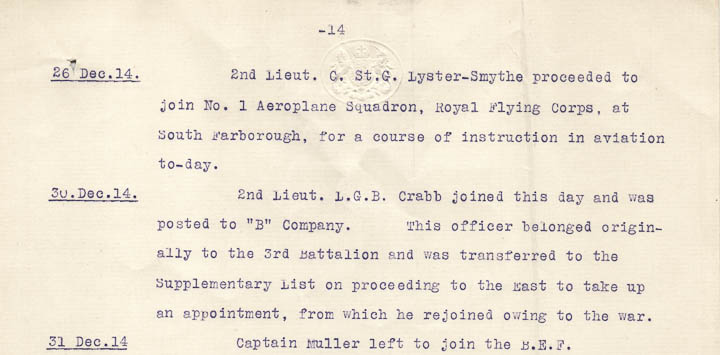 -14
26 Dec.14. 2nd Lieut. C. St.G. Lyster-Smythe proceeded to
join No. 1 Aeroplane Squadron, Royal Flying Corps, at
South Farborough, for a course of instruction in aviation
to-day.
30.Dec.14. 2nd Lieut. L.G.B. Crabb joined this day and was
posted to "B" Company. This officer belonged origin-
ally to the 3rd Battalion and was transferred to the
Supplementary List on proceeding to the East to take up
an appointment, from which he rejoined owing to the war.
31 Dec.14 Captain Muller left to join the B.E.F.